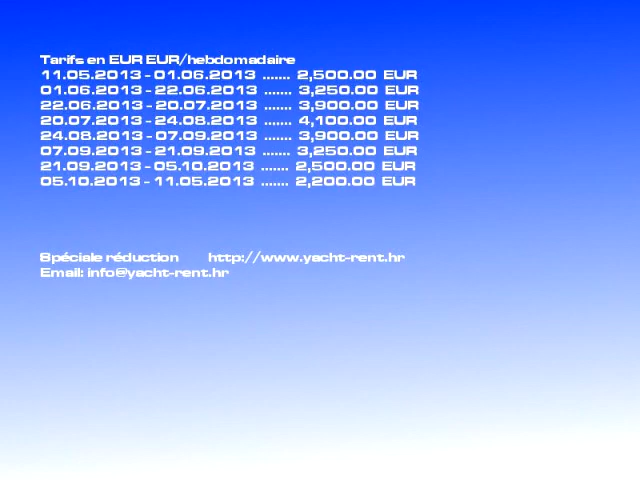 Tarifs en EUR EUR/hebdomadaire
11.05.2013 - 01.06.2013 ....... 2,500.00 EUR
01.06.2013 - 22.06.2013 ....... 3,250.00 EUR
22.06.2013 - 20.07.2013 ....... 3,900.00 EUR
20.07.2013 - 24.08.2013 ....... 4,100.00 EUR
24.08.2013 - 07.09.2013 ....... 3,900.00 EUR
07.09.2013 - 21.09.2013 ....... 3,250.00 EUR
21.09.2013 - 05.10.2013 ....... 2,500.00 EUR
05.10.2013 - 11.05.2013 ....... 2,200.00 EUR
Spéciale réduction http://www.yacht-rent.hr
Email: info@yacht-rent.hr